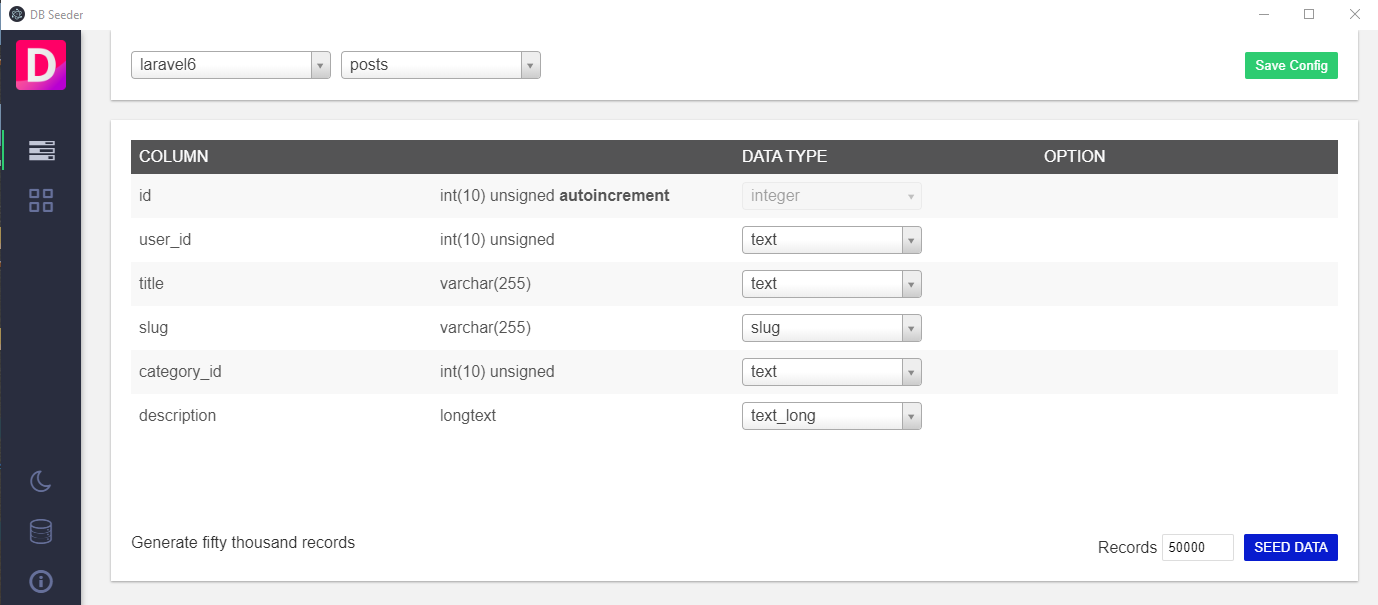 DB Seeder
D
laravel6 posts Save Config
COLUMN DATA TYPE OPTION
id int(10) unsigned autoincrement integer
user_id int(10) unsigned text
title varchar(255) text
slug varchar(255) slug
category_id int(10) unsigned text
description longtext text_long
Generate fifty thousand records Records 50000 SEED DATA